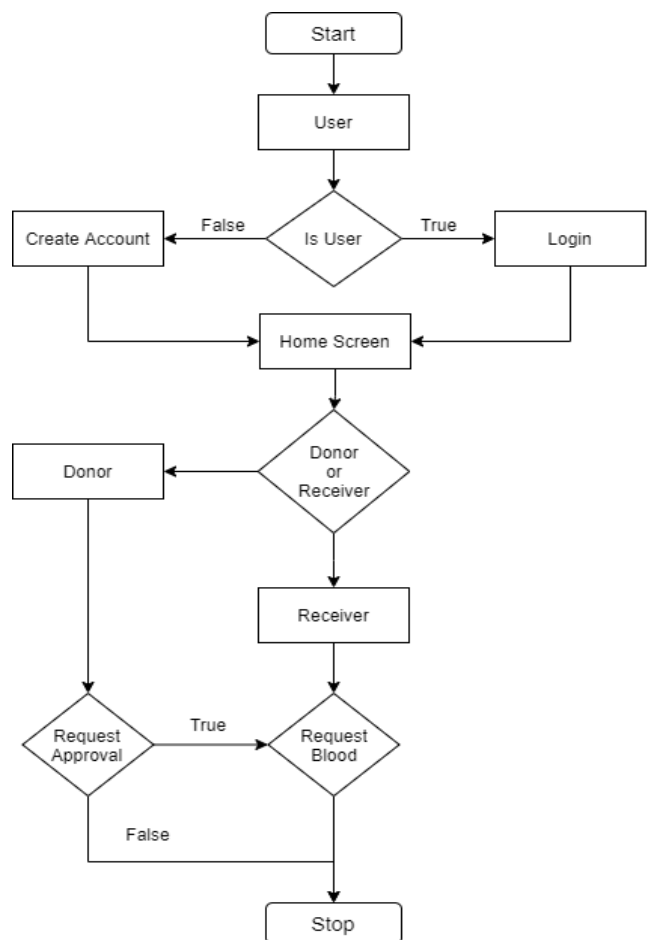 Start
User
False
True
Create Account
Is User
Login
Home Screen
Donor
Donor
or
Receiver
Receiver
Request
Approval
True
Request
Blood
False
Stop